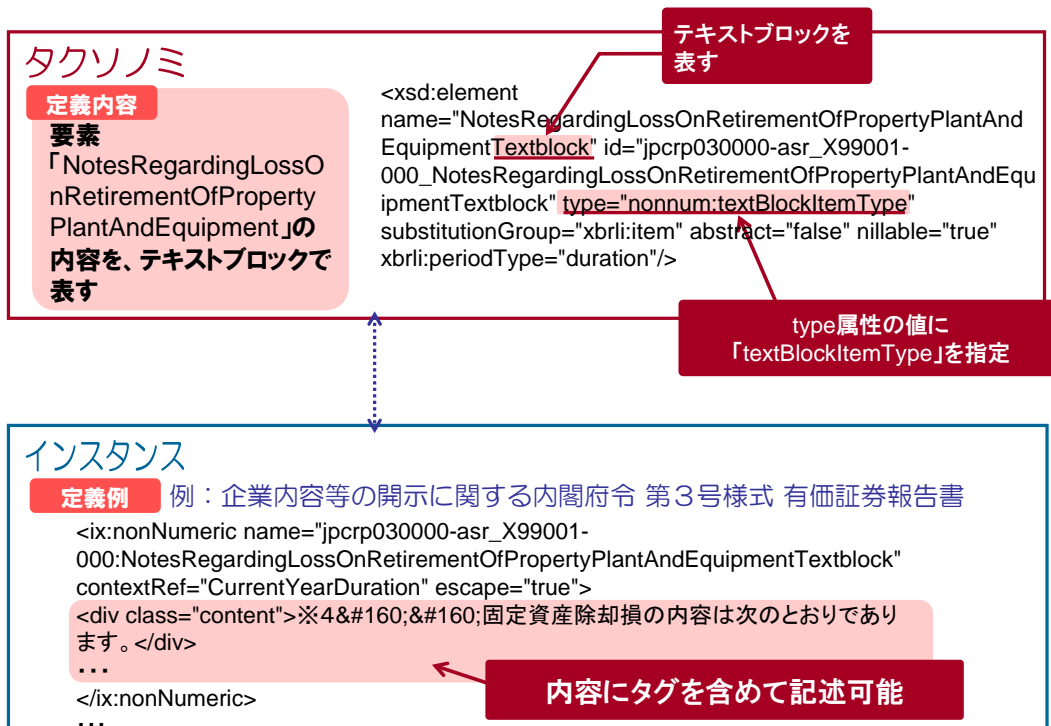 テキストブロックを
表す
タクソノミ
定義内容
要素
「NotesRegardingLossO
nRetirementOfProperty
PlantAndEquipment」の
内容を、テキストブロックで
表す
<xsd:element
name="NotesRegardingLossOnRetirementOfPropertyPlantAnd
EquipmentTextblock" id="jpcrp030000-asr_X99001-
000_NotesRegardingLossOnRetirementOfPropertyPlantAndEqu
ipmentTextblock" type="nonnum:textBlockItemType"
substitutionGroup="xbrli:item" abstract="false" nillable="true"
xbrli:periodType="duration"/>
type属性の値に
「textBlockItemType」を指定
インスタンス
定義例
例：企業内容等の開示に関する内閣府令 第３号様式 有価証券報告書
<ix:nonNumeric name="jpcrp030000-asr_X99001-
000:NotesRegardingLossOnRetirementOfPropertyPlantAndEquipmentTextblock"
contextRef="CurrentYearDuration" escape="true">
<div class="content">※4&#160;&#160;固定資産除却損の内容は次のとおりであり
ます。</div>
・・・
</ix:nonNumeric>
・・・
内容にタグを含めて記述可能